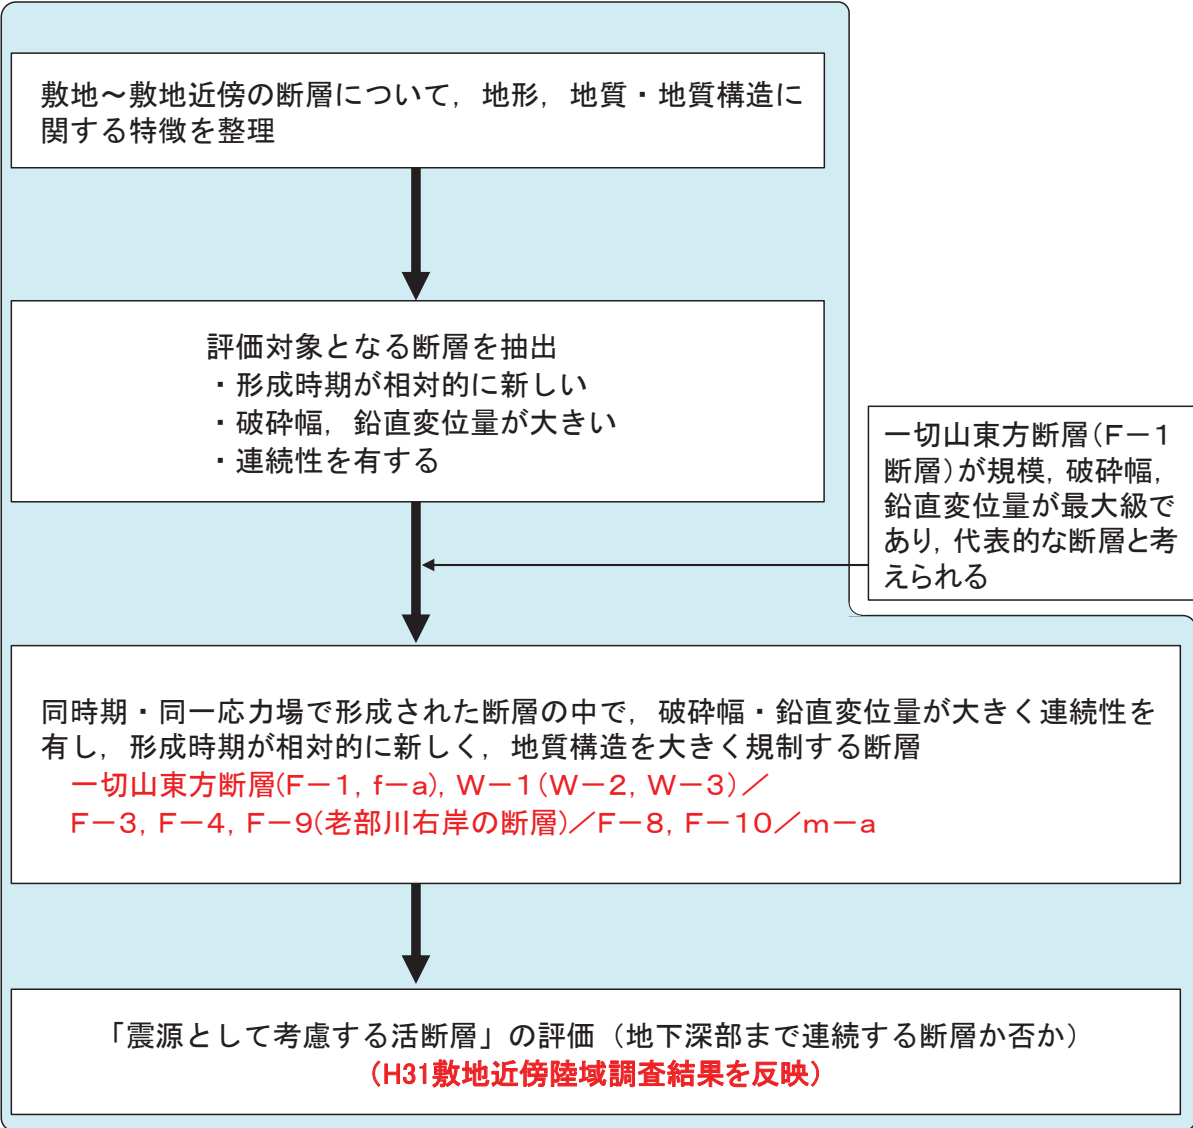 敷地～敷地近傍の断層について，地形，地質・地質構造に
関する特徴を整理
評価対象となる断層を抽出
・形成時期が相対的に新しい
・破砕幅，鉛直変位量が大きい
・連続性を有する
一切山東方断層(F－1
断層)が規模，破砕幅，
鉛直変位量が最大級で
あり，代表的な断層と考
えられる
同時期・同一応力場で形成された断層の中で，破砕幅・鉛直変位量が大きく連続性を
有し，形成時期が相対的に新しく，地質構造を大きく規制する断層
一切山東方断層(F－1，f－a)，W－1(W－2，W－3)／
F－3，F－4，F－9(老部川右岸の断層)／F－8，F－10／m－a
「震源として考慮する活断層」の評価（地下深部まで連続する断層か否か）
（H31敷地近傍陸域調査結果を反映）